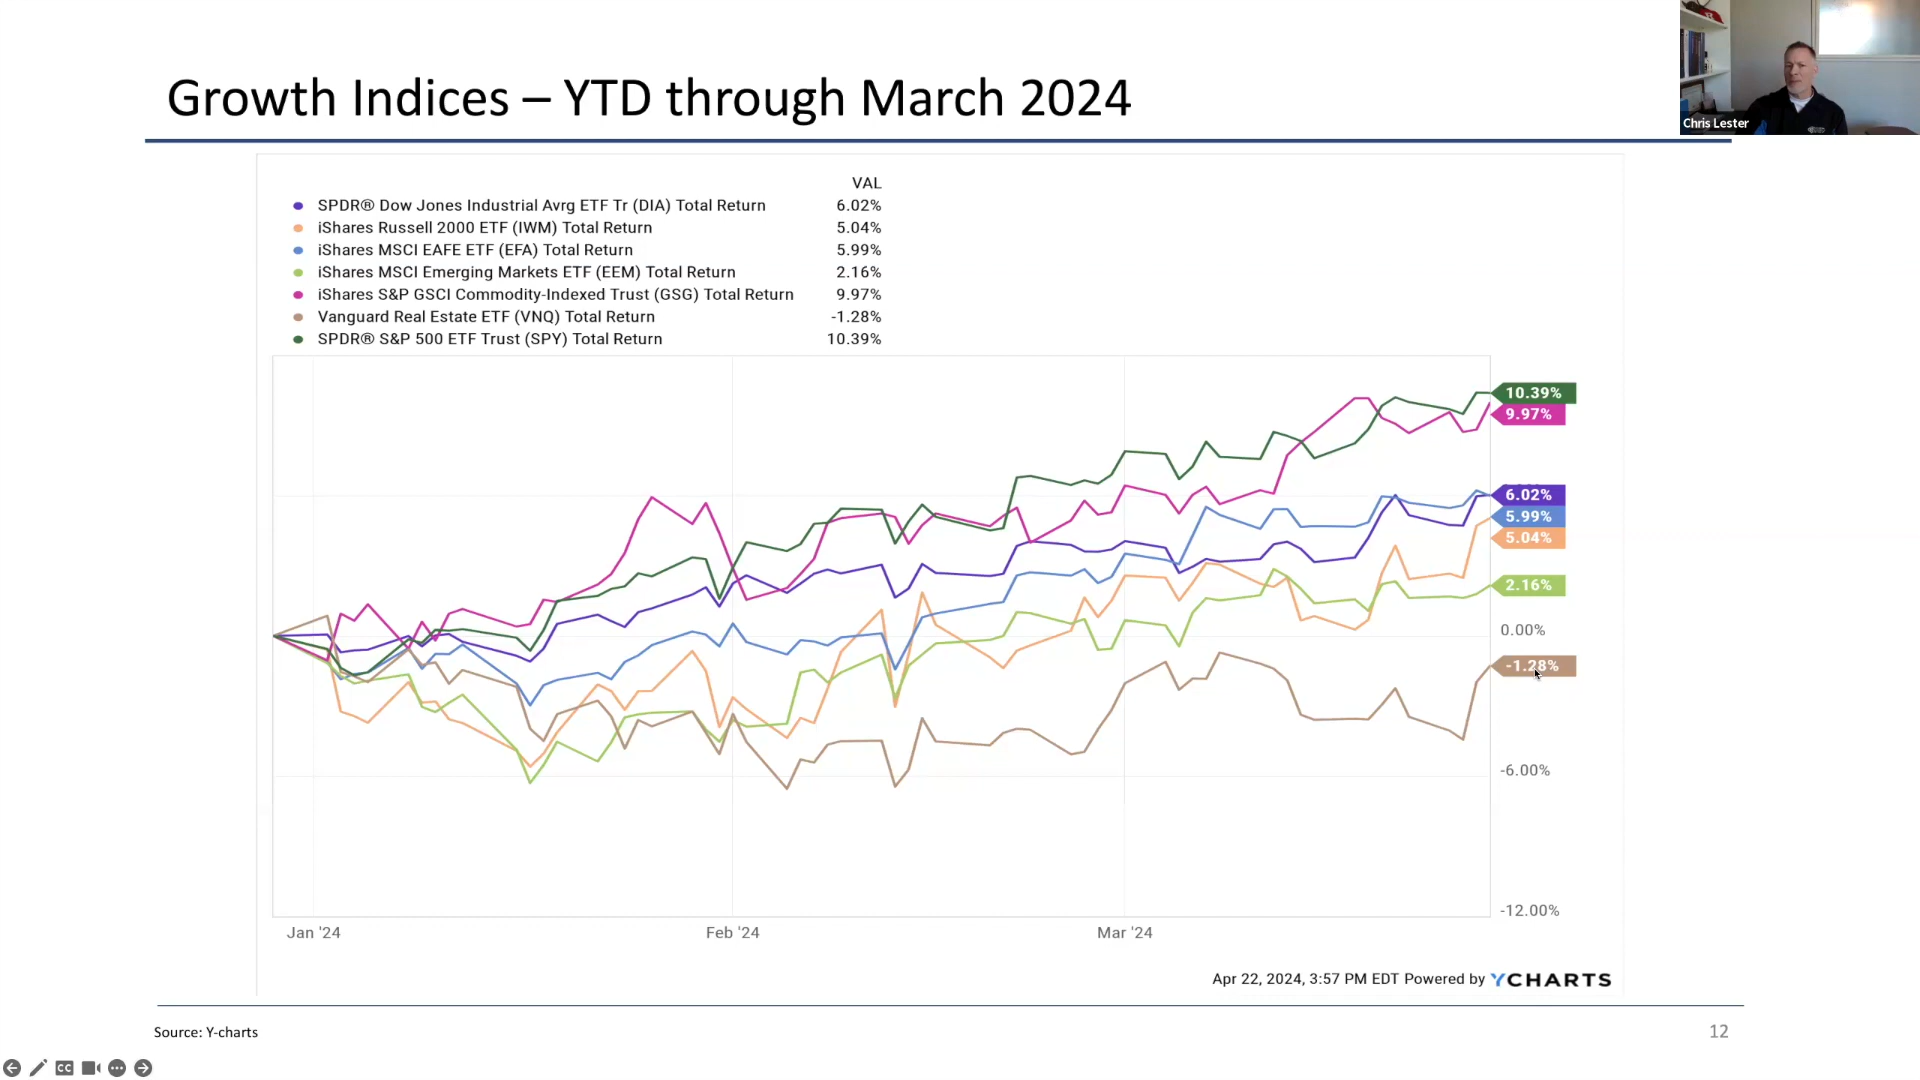 Growth Indices – YTD through March 2024
Chris Lester
VAL
SPDR® Dow Jones Industrial Avrg ETF Tr (DIA) Total Return 6.02%
iShares Russell 2000 ETF (IWM) Total Return 5.04%
iShares MSCI EAFE ETF (EFA) Total Return 5.99%
iShares MSCI Emerging Markets ETF (EEM) Total Return 2.16%
iShares S&P GSCI Commodity-Indexed Trust (GSG) Total Return 9.97%
Vanguard Real Estate ETF (VNQ) Total Return -1.28%
SPDR® S&P 500 ETF Trust (SPY) Total Return 10.39%
10.39%
9.97%
6.02%
5.99%
5.04%
2.16%
0.00%
-1.28%
-6.00%
-12.00%
Jan '24 Feb '24 Mar '24
Apr 22, 2024, 3:57 PM EDT Powered by YCHARTS
Source: Y-charts
12
CC